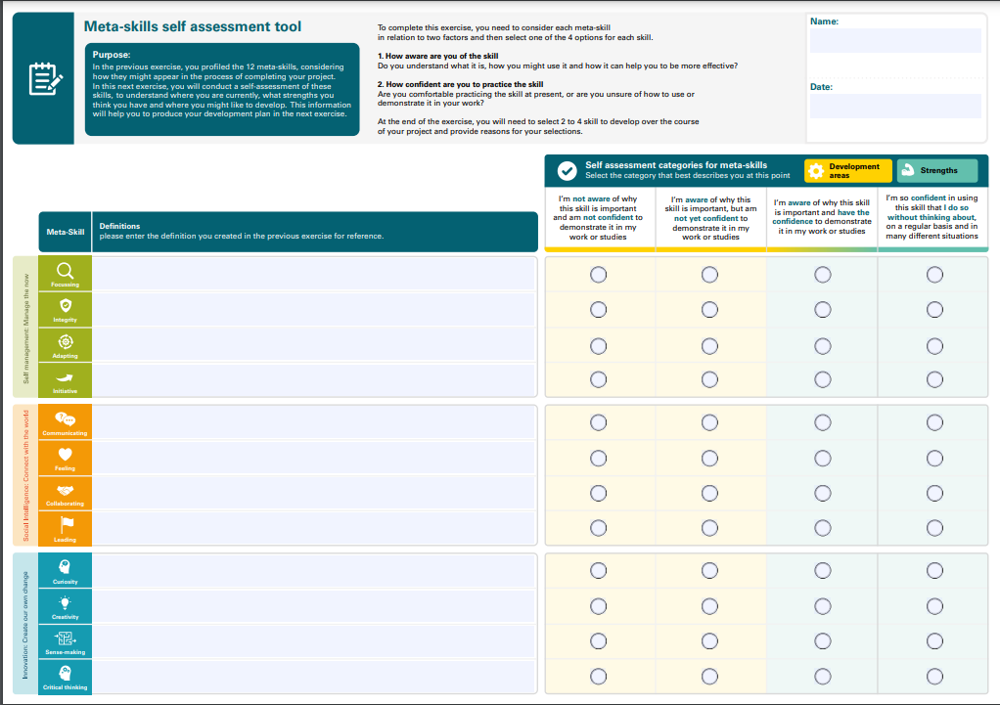 Meta-skills self assessment tool
Purpose:
In the previous exercise, you profiled the 12 meta-skills, considering
how they might appear in the process of completing your project.
In this next exercise, you will conduct a self-assessment of these
skills, to understand where you are currently, what strengths you
think you have and where you might like to develop. This information
will help you to produce your development plan in the next exercise.
To complete this exercise, you need to consider each meta-skill
in relation to two factors and then select one of the 4 options for each skill.
1. How aware are you of the skill
Do you understand what it is, how you might use it and how it can help you to be more effective?
2. How confident are you to practice the skill
Are you comfortable practicing the skill at present, or are you unsure of how to use or
demonstrate it in your work?
At the end of the exercise, you will need to select 2 to 4 skill to develop over the course
of your project and provide reasons for your selections.
Name:
Date:
Self assessment categories for meta-skills
Select the category that best describes you at this point
Development
areas
Strengths
Meta-Skill
Definitions
please enter the definition you created in the previous exercise for reference.
I'm not aware of why
this skill is important
and am not confident to
demonstrate it in my
work or studies
I'm aware of why this
skill is important, but am
not yet confident to
demonstrate it in my
work or studies
I'm aware of why this skill
is important and have the
confidence to demonstrate
it in my work or studies
I'm so confident in using
this skill that I do so
without thinking about,
on a regular basis and in
many different situations
Self management: Manage the now
Focussing
Integrity
Adapting
Initiative
Social Intelligence: Connect with the world
Communicating
Feeling
Collaborating
Leading
Innovation: Create our own change
Curiosity
Creativity
Sense-making
Critical thinking